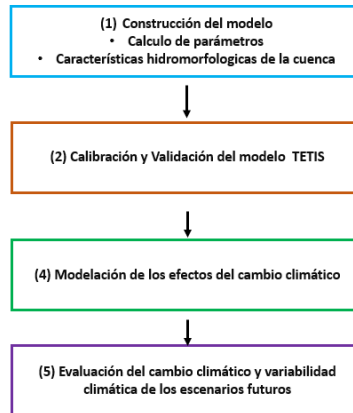 (1) Construcción del modelo
• Calculo de parámetros
• Características hidromorfologicas de la cuenca
(2) Calibración y Validación del modelo TETIS
(4) Modelación de los efectos del cambio climático
(5) Evaluación del cambio climático y variabilidad
climática de los escenarios futuros